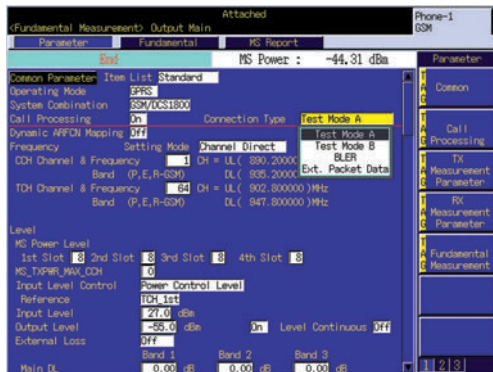 Attached
Phone-1
<Fundamental Measurement> Output Main
GSM
Parameter Fundamental MS Report
End MS Power : -44.31 dBm Parameter
Common Parameter Item List Standard
Operating Mode GPRS
System Combination GSM/DCS1800
Call Processing On Connection Type Test Mode A
Dynamic ARFCN Mapping Off Test Mode A
Test Mode B
BLER
Ext. Packet Data
Frequency Setting Mode Channel Direct
CCH Channel & Frequency 1 CH = UL( 890.20000
Band (P,E,R-GSM) DL( 935.20000
TCH Channel & Frequency 64 CH = UL( 902.800000)MHz
Band (P,E,R-GSM) DL( 947.800000)MHz
Level
MS Power Level
1st Slot 8 2nd Slot 8 3rd Slot 8 4th Slot 8
MS_TXPWR_MAX_CCH 0
Input Level Control Power Control Level
Reference TCH_1st
Input Level 27.0 dBm
Output Level -55.0 dBm On Level Continuous Off
External Loss Off
Band 1 Band 2 Band 3
Main DL 0.00 dB 0.00 dB 0.00 dB
TAG Common
TAG Call Processing
TAG TX Measurement Parameter
TAG RX Measurement Parameter
TAG Fundamental Measurement
1 2 3